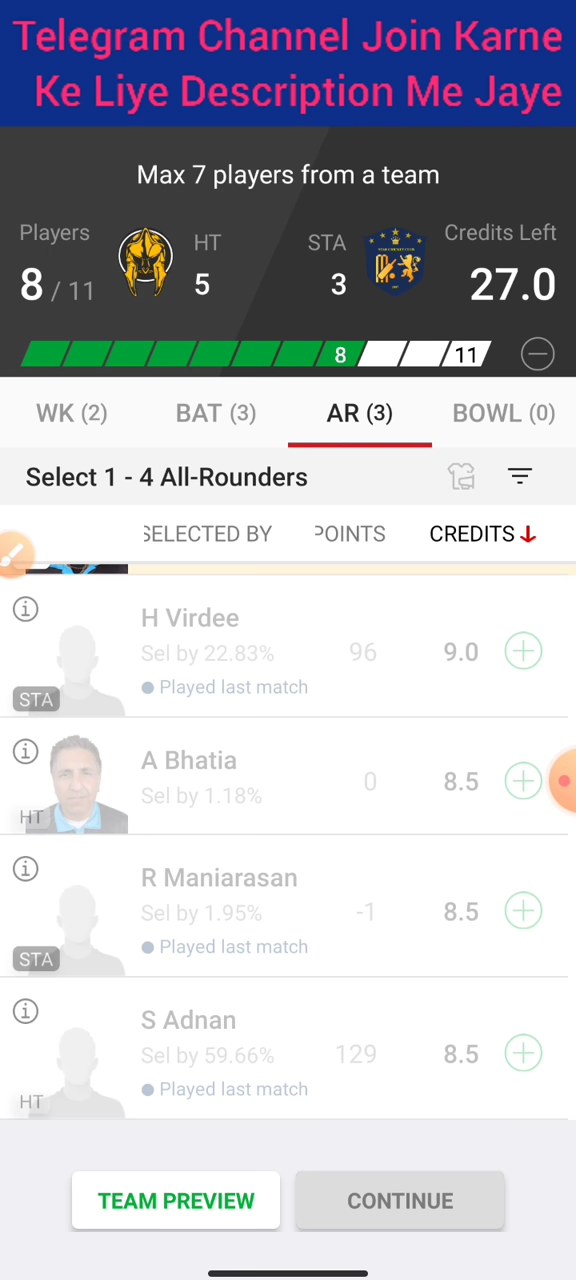 Telegram Channel Join Karne
Ke Liye Description Me Jaye
Max 7 players from a team
Players
HT
STA
Credits Left
8 / 11
5
3
27.0
8
11
WK (2)
BAT (3)
AR (3)
BOWL (0)
Select 1 - 4 All-Rounders
SELECTED BY
POINTS
CREDITS
H Virdee
Sel by 22.83%
96
9.0
Played last match
STA
A Bhatia
Sel by 1.18%
0
8.5
HT
R Maniarasan
Sel by 1.95%
-1
8.5
Played last match
STA
S Adnan
Sel by 59.66%
129
8.5
Played last match
HT
TEAM PREVIEW
CONTINUE